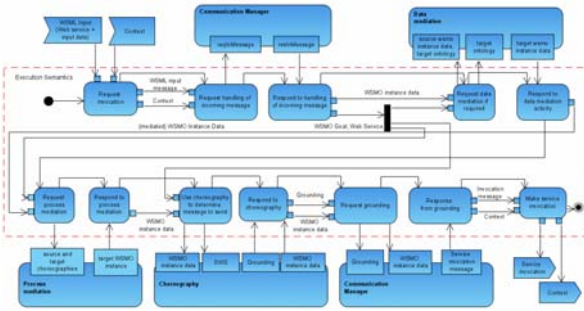 Communication Manager
Data
mediation
WSML Input
(Web service +
input data)
Context
source wsmo
instance data,
target ontology
target
ontology
target wsmo
instance data
Execution Semantics
Request
invocation
WSML input
message
Context
Request handling of
incoming message
Respond to handling
of incoming message
WSMO instance data
Request data
mediation if
required
Respond to
data mediation
activity
(mediated) WSMO Instance Data
WSMO Goal, Web Service
Request
process
mediation
Respond to
process mediation
WSMO
instance data
Use choreography
to determine
message to send
Respond to
choreography
Grounding
WSMO
instance data
Request grounding
Response
from grounding
Invocation
message
Context
Make service
invocation
source and
target
choreographies
target WSMO
instance
WSMO
instance data
Grounding
WSMO
instance data
Grounding
WSMO
instance data
Service
invocation
message
Service
invocation
Context
Process
mediation
Choreography
Communication
Manager